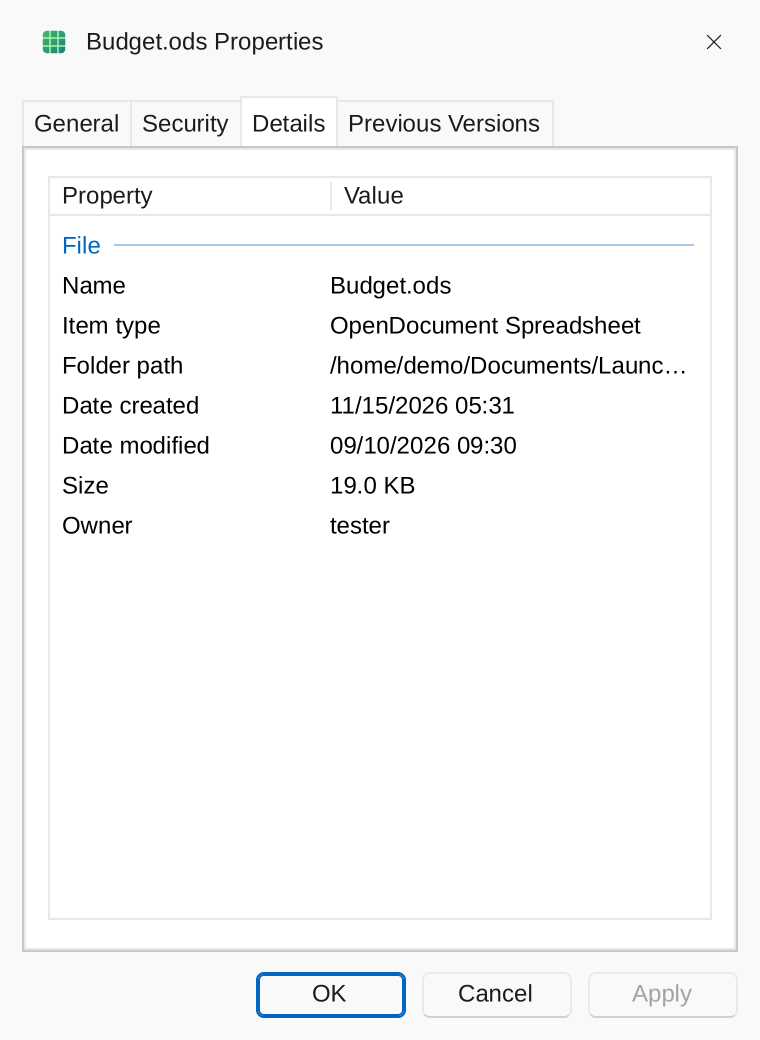 Budget.ods Properties
General Security Details Previous Versions
Property Value
File
Name Budget.ods
Item type OpenDocument Spreadsheet
Folder path /home/demo/Documents/Launc…
Date created 11/15/2026 05:31
Date modified 09/10/2026 09:30
Size 19.0 KB
Owner tester
OK Cancel Apply